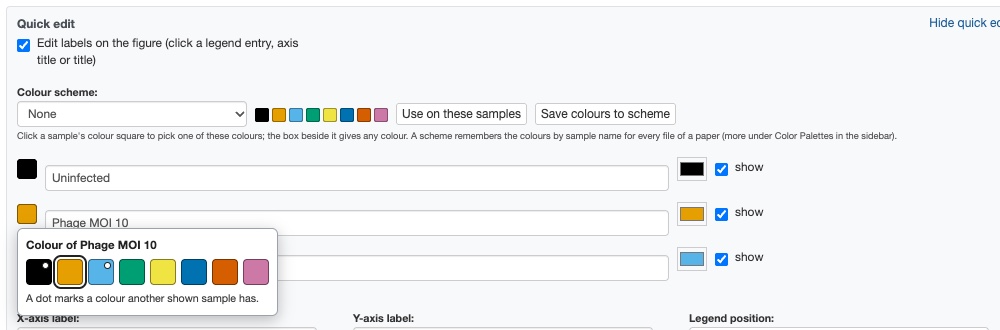 Quick edit
Hide quick ed
Edit labels on the figure (click a legend entry, axis
title or title)
Colour scheme:
None
Use on these samples
Save colours to scheme
Click a sample's colour square to pick one of these colours; the box beside it gives any colour. A scheme remembers the colours by sample name for every file of a paper (more under Color Palettes in the sidebar).
Uninfected
show
Phage MOI 10
show
Colour of Phage MOI 10
show
A dot marks a colour another shown sample has.
X-axis label:
Y-axis label:
Legend position: